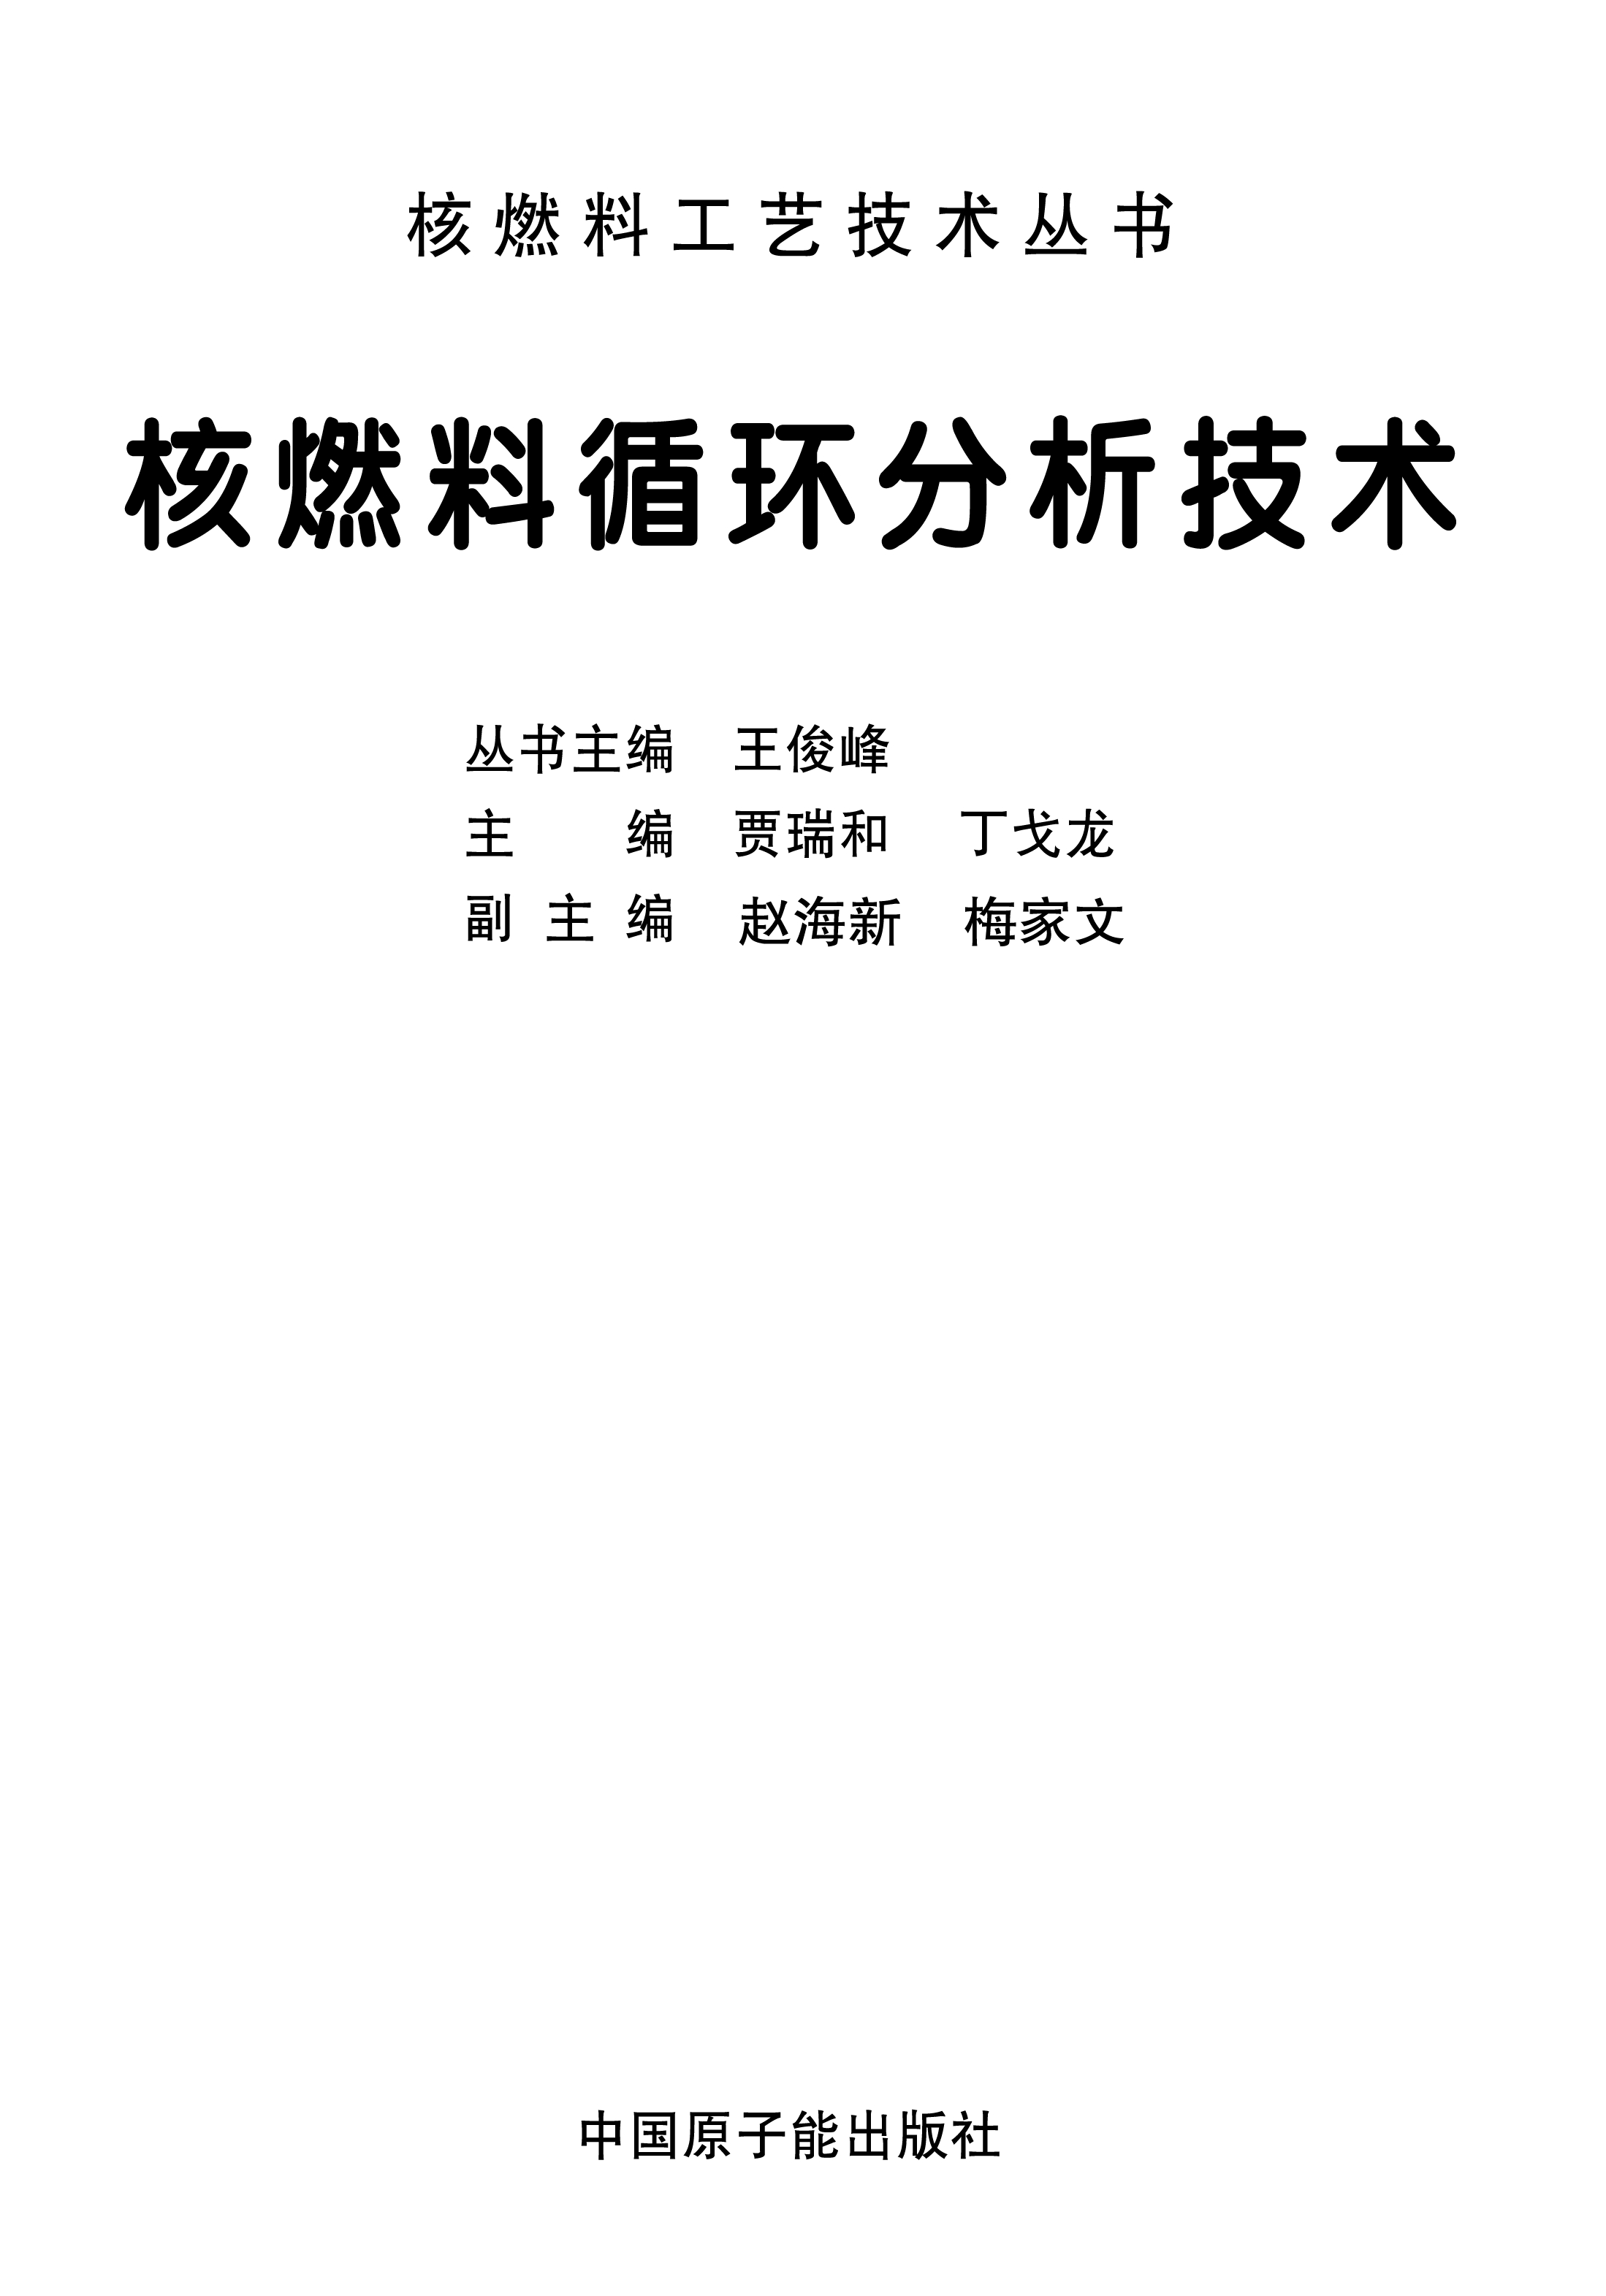 核燃料工艺技术丛书
核燃料循环分析技术
丛书主编 王俊峰
主 编 贾瑞和 丁戈龙
副主编 赵海新 梅家文
中国原子能出版社